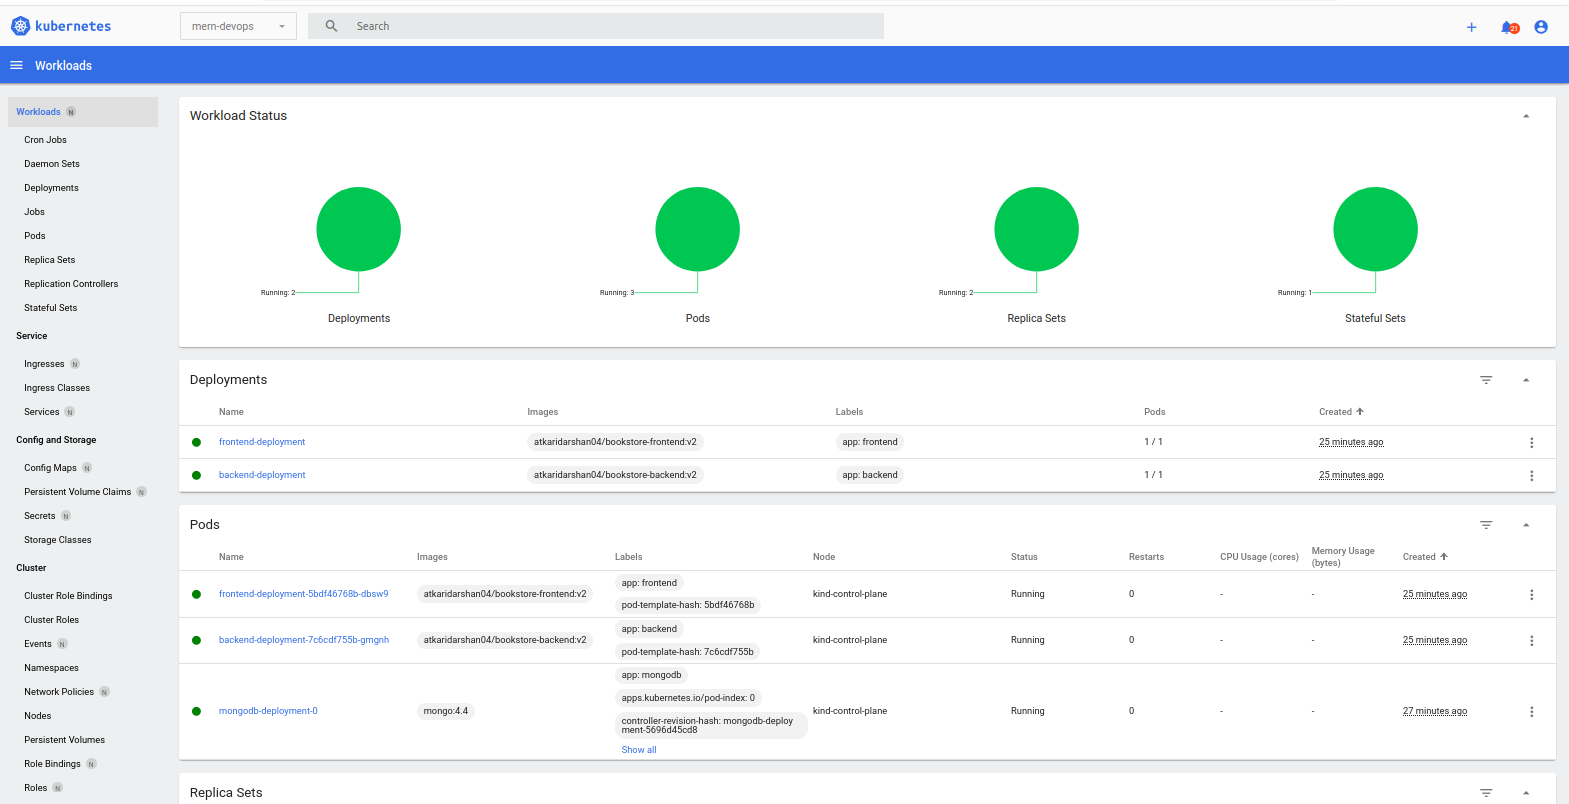 kubernetes
mern-devops
Search
21
Workloads
Workloads N
Cron Jobs
Daemon Sets
Deployments
Jobs
Pods
Replica Sets
Replication Controllers
Stateful Sets
Service
Ingresses N
Ingress Classes
Services N
Config and Storage
Config Maps N
Persistent Volume Claims N
Secrets N
Storage Classes
Cluster
Cluster Role Bindings
Cluster Roles
Events N
Namespaces
Network Policies N
Nodes
Persistent Volumes
Role Bindings N
Roles N
Workload Status
Running: 2
Running: 3
Running: 2
Running: 1
Deployments
Pods
Replica Sets
Stateful Sets
Deployments
Name Images Labels Pods Created
frontend-deployment atkaridarshan04/bookstore-frontend:v2 app: frontend 1 / 1 25 minutes ago
backend-deployment atkaridarshan04/bookstore-backend:v2 app: backend 1 / 1 25 minutes ago
Pods
Name Images Labels Node Status Restarts CPU Usage (cores) Memory Usage (bytes) Created
app: frontend
frontend-deployment-5bdf46768b-dbsw9 atkaridarshan04/bookstore-frontend:v2 kind-control-plane Running 0 - - 25 minutes ago
pod-template-hash: 5bdf46768b
app: backend
backend-deployment-7c6cdf755b-gmgnh atkaridarshan04/bookstore-backend:v2 kind-control-plane Running 0 - - 25 minutes ago
pod-template-hash: 7c6cdf755b
app: mongodb
apps.kubernetes.io/pod-index: 0
mongodb-deployment-0 mongo:4.4 kind-control-plane Running 0 - - 27 minutes ago
controller-revision-hash: mongodb-deploy
ment-5696d45cd8
Show all
Replica Sets